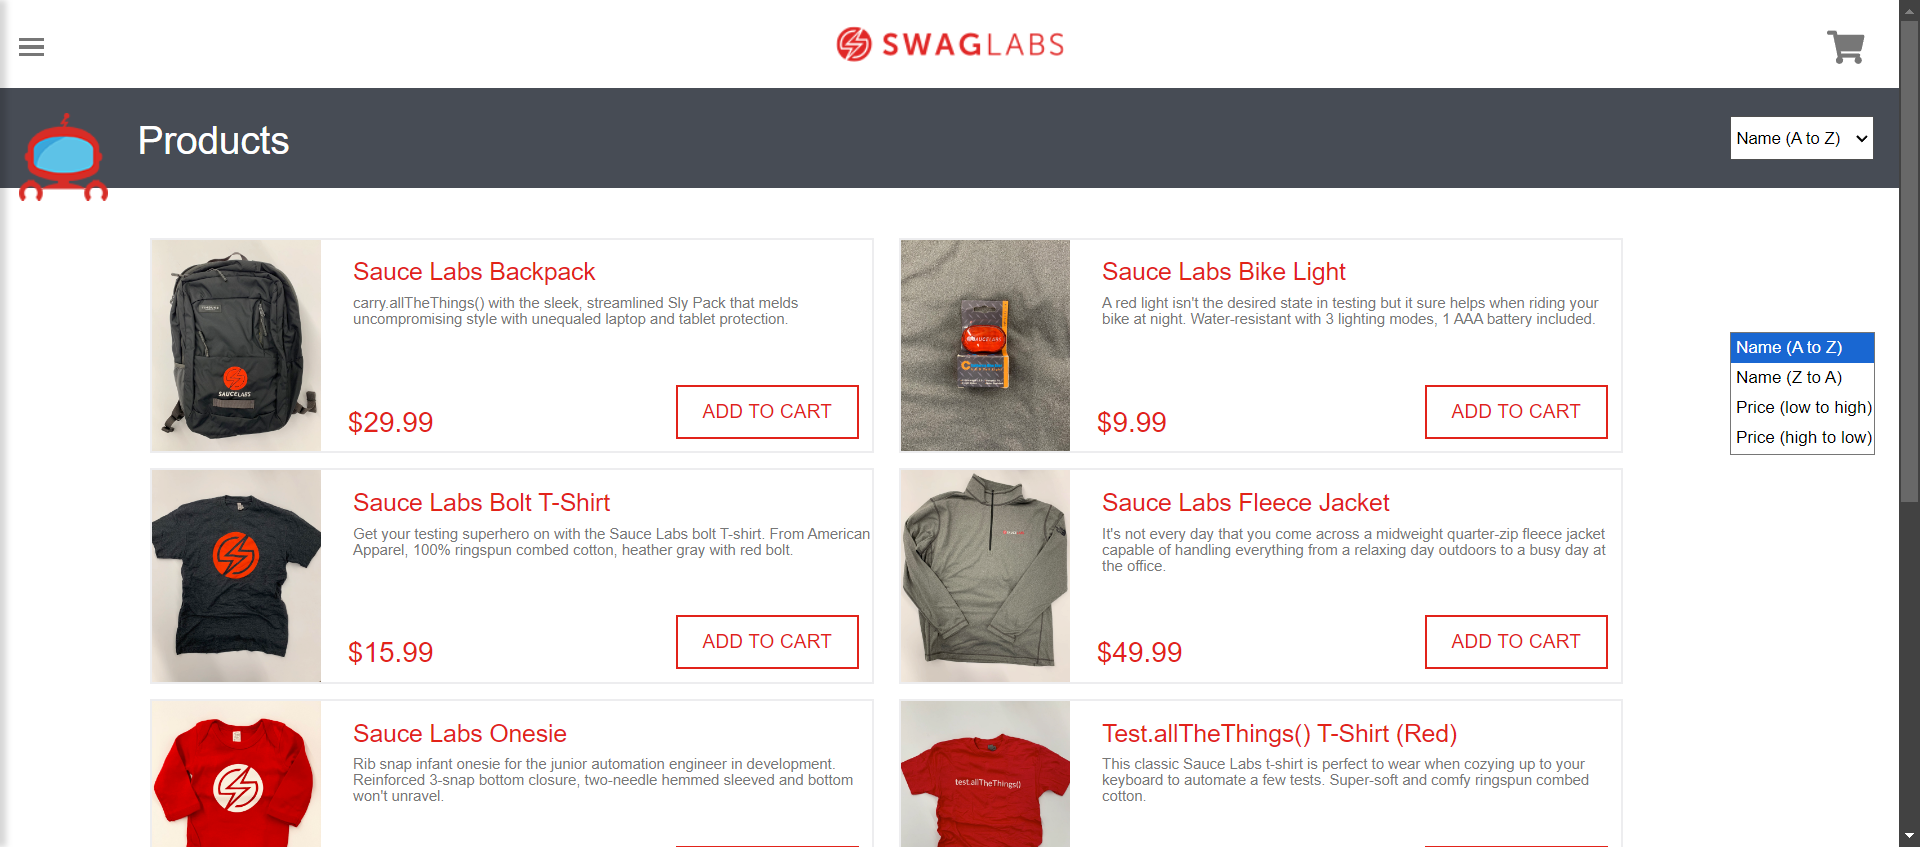 SWAGLABS
Products
Name (A to Z)
Sauce Labs Backpack
carry.allTheThings() with the sleek, streamlined Sly Pack that melds
uncompromising style with unequaled laptop and tablet protection.
$29.99
ADD TO CART
SAUCELABS
Sauce Labs Bike Light
A red light isn't the desired state in testing but it sure helps when riding your
bike at night. Water-resistant with 3 lighting modes, 1 AAA battery included.
$9.99
ADD TO CART
Name (A to Z)
Name (Z to A)
Price (low to high)
Price (high to low)
Sauce Labs Bolt T-Shirt
Get your testing superhero on with the Sauce Labs bolt T-shirt. From American
Apparel, 100% ringspun combed cotton, heather gray with red bolt.
$15.99
ADD TO CART
Sauce Labs Fleece Jacket
It's not every day that you come across a midweight quarter-zip fleece jacket
capable of handling everything from a relaxing day outdoors to a busy day at
the office.
$49.99
ADD TO CART
Sauce Labs Onesie
Rib snap infant onesie for the junior automation engineer in development.
Reinforced 3-snap bottom closure, two-needle hemmed sleeved and bottom
won't unravel.
Test.allTheThings() T-Shirt (Red)
This classic Sauce Labs t-shirt is perfect to wear when cozying up to your
keyboard to automate a few tests. Super-soft and comfy ringspun combed
cotton.
test.allTheThings()